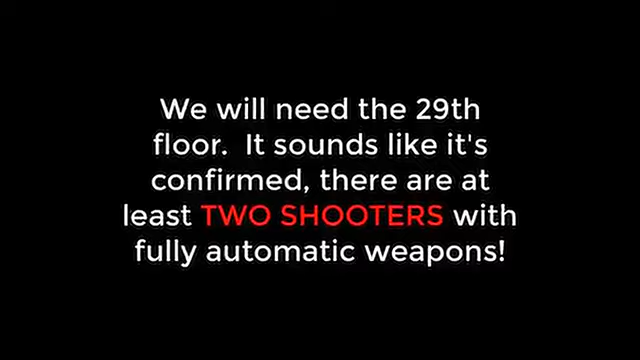 We will need the 29th
floor.  It sounds like it's
confirmed, there are at
least TWO SHOOTERS with
fully automatic weapons!